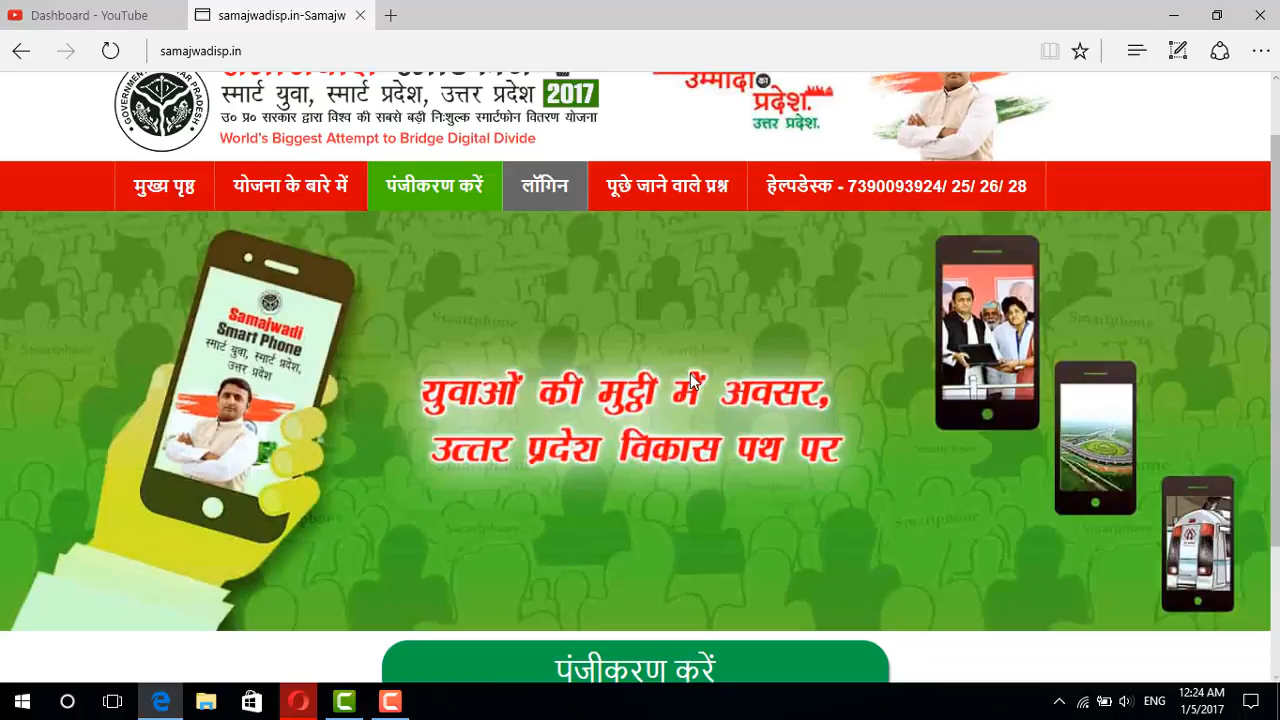 Dashboard - YouTube
samajwadisp.in-Samajw
samajwadisp.in
स्मार्ट युवा, स्मार्ट प्रदेश, उत्तर प्रदेश 2017
उ० प्र० सरकार द्वारा विश्व की सबसे बड़ी निःशुल्क स्मार्टफोन वितरण योजना
World's Biggest Attempt to Bridge Digital Divide
उम्मीदों का
प्रदेश.
उत्तर प्रदेश.
मुख्य पृष्ठ
योजना के बारे में
पंजीकरण करें
लॉगिन
पूछे जाने वाले प्रश्न
हेल्पडेस्क - 7390093924/ 25/ 26/ 28
Samajwadi
Smart Phone
स्मार्ट युवा, स्मार्ट प्रदेश,
उत्तर प्रदेश
युवाओं की मुट्ठी में अवसर,
उत्तर प्रदेश विकास पथ पर
पंजीकरण करें
ENG
12:24 AM
1/5/2017